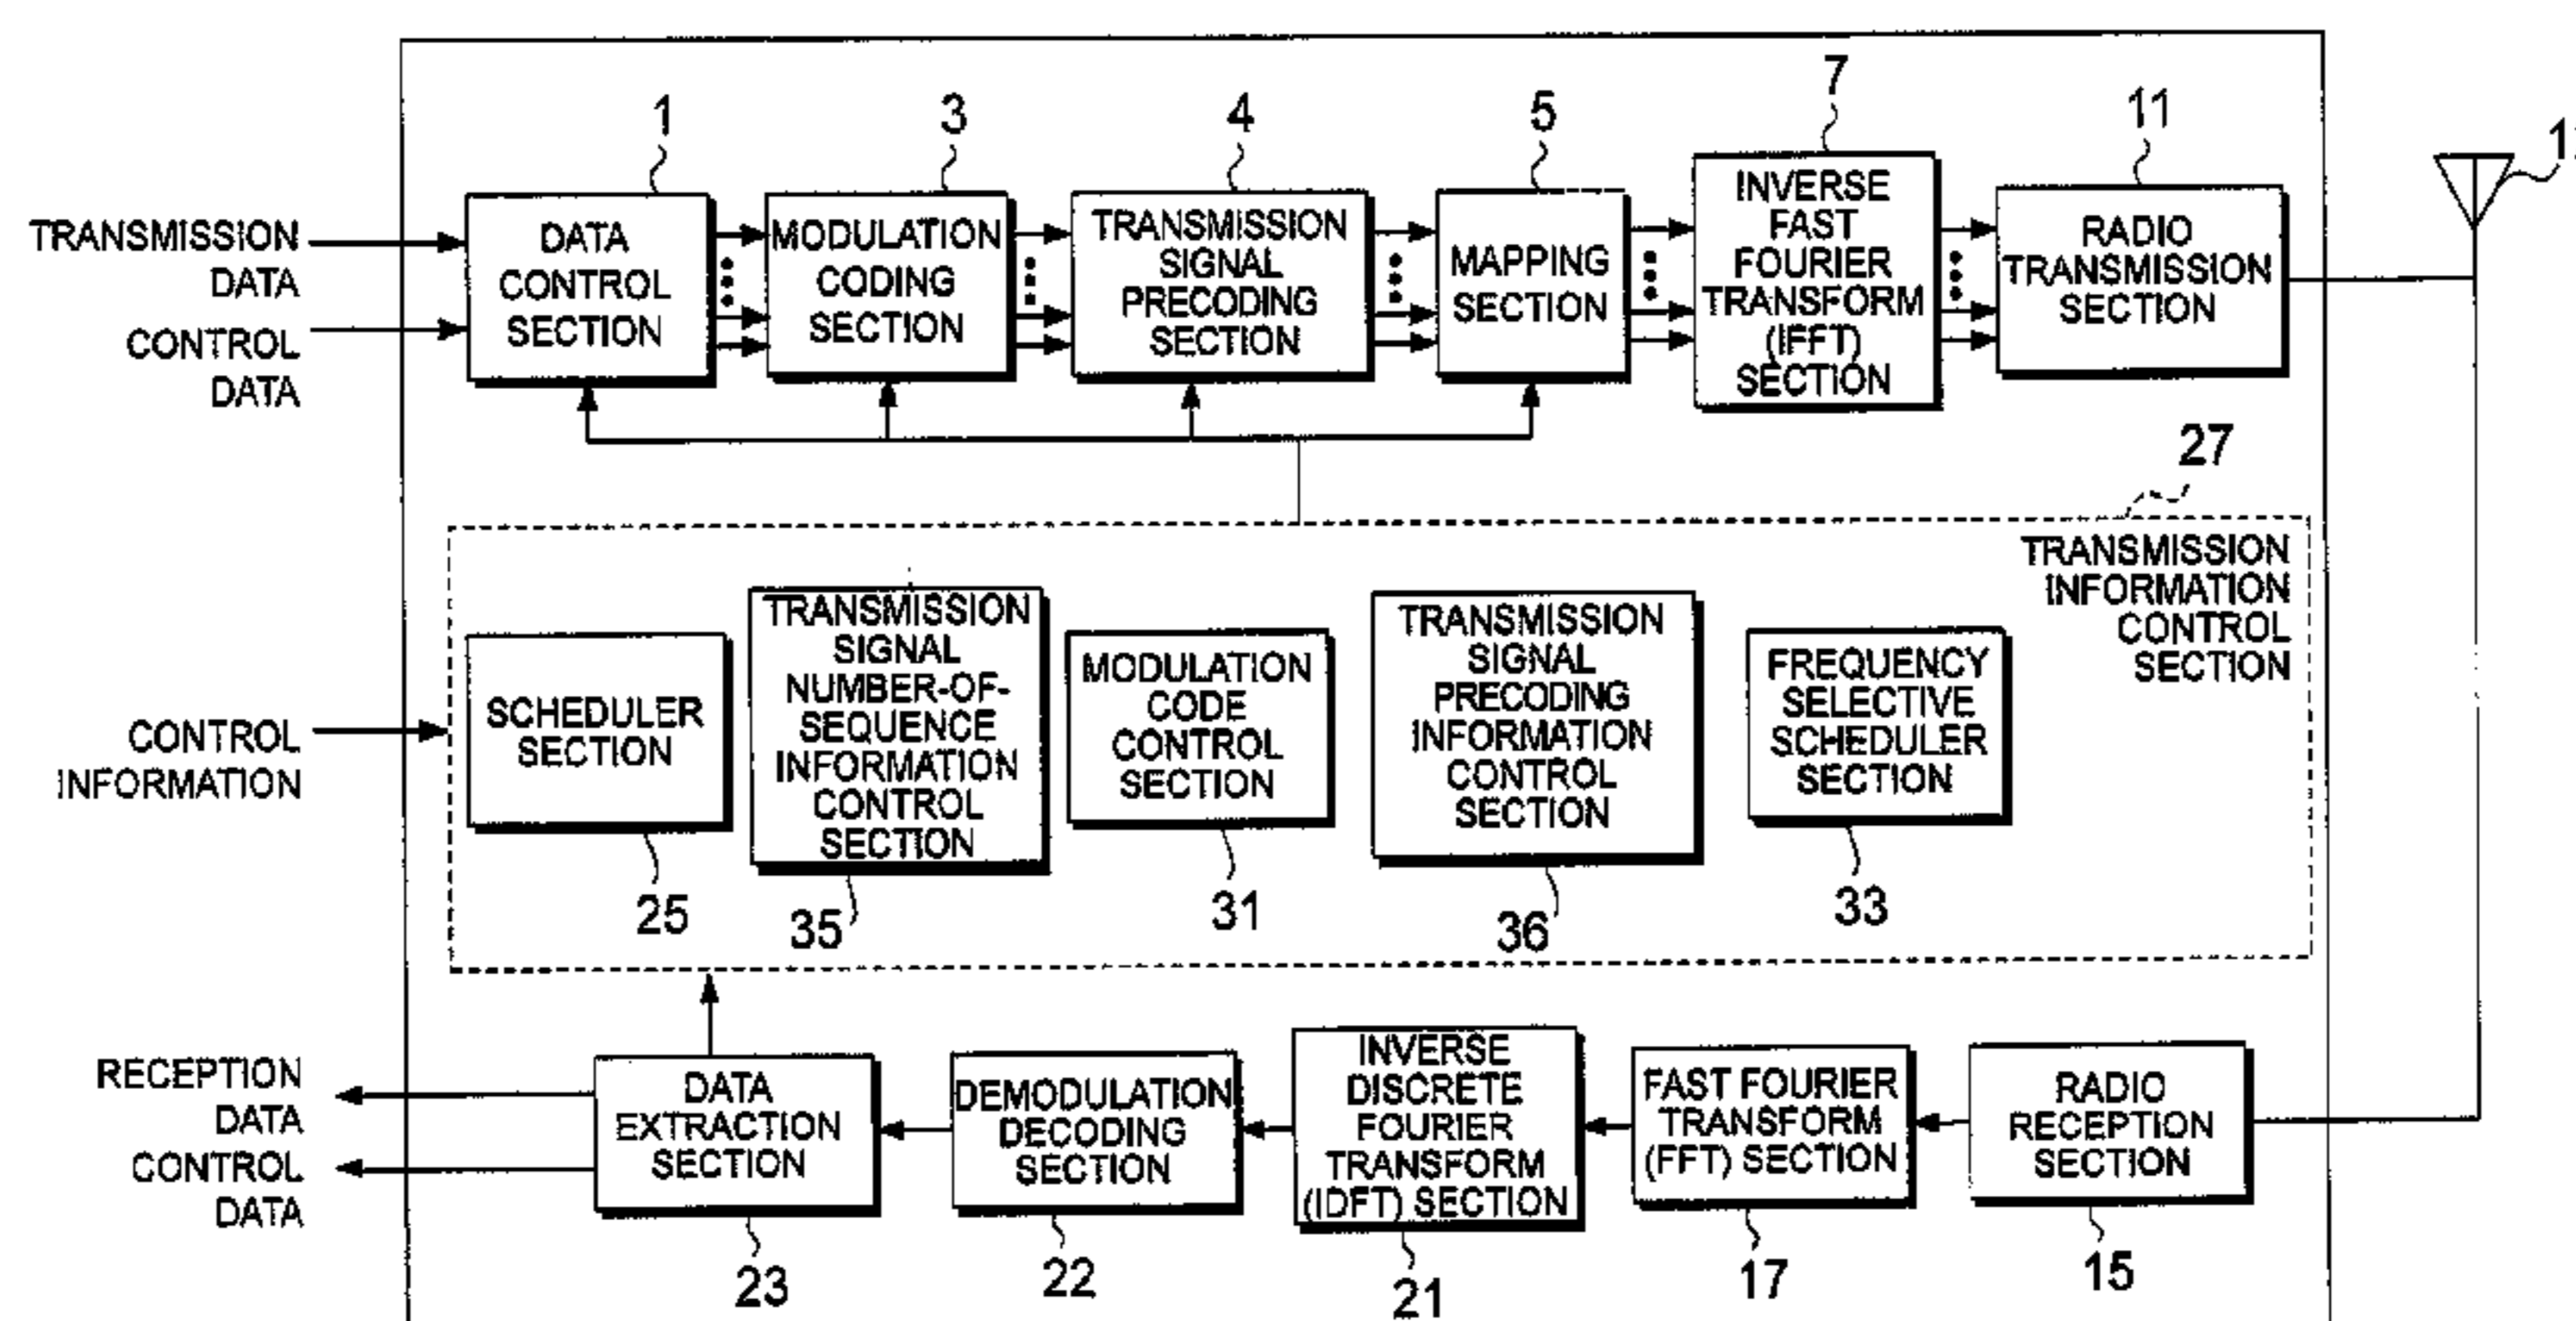 1
3
4
5
7
11
TRANSMISSION
DATA
CONTROL
DATA
DATA
CONTROL
SECTION
MODULATION
CODING
SECTION
TRANSMISSION
SIGNAL
PRECODING
SECTION
MAPPING
SECTION
INVERSE
FAST
FOURIER
TRANSFORM
(IFFT)
SECTION
RADIO
TRANSMISSION
SECTION
27
TRANSMISSION
INFORMATION
CONTROL
SECTION
CONTROL
INFORMATION
SCHEDULER
SECTION
25
TRANSMISSION
SIGNAL
NUMBER-OF-
SEQUENCE
INFORMATION
CONTROL
SECTION
35
MODULATION
CODE
CONTROL
SECTION
31
TRANSMISSION
SIGNAL
PRECODING
INFORMATION
CONTROL
SECTION
36
FREQUENCY
SELECTIVE
SCHEDULER
SECTION
33
RECEPTION
DATA
CONTROL
DATA
DATA
EXTRACTION
SECTION
23
DEMODULATION
DECODING
SECTION
22
INVERSE
DISCRETE
FOURIER
TRANSFORM
(IDFT) SECTION
21
FAST FOURIER
TRANSFORM
(FFT) SECTION
17
RADIO
RECEPTION
SECTION
15